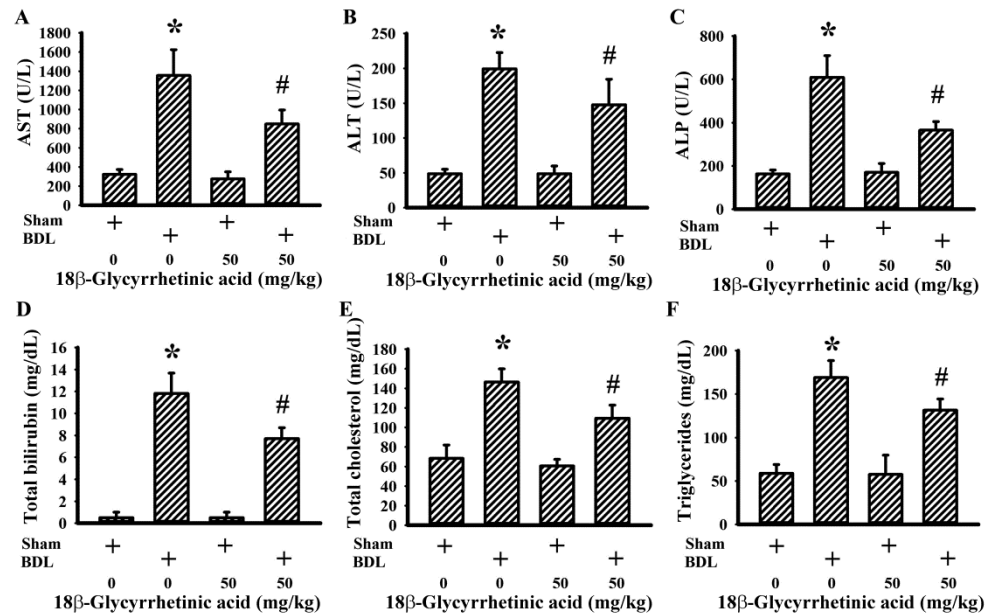 A
B
C
AST (U/L)
1800
1600
1400
1200
1000
800
600
400
200
0
*
#
ALT (U/L)
250
200
150
100
50
0
*
#
ALP (U/L)
800
600
400
200
0
*
#
Sham + +
BDL + +
0 0 50 50
18β-Glycyrrhetinic acid (mg/kg)
Sham + +
BDL + +
0 0 50 50
18β-Glycyrrhetinic acid (mg/kg)
Sham + +
BDL + +
0 0 50 50
18β-Glycyrrhetinic acid (mg/kg)
D
E
F
Total bilirubin (mg/dL)
16
14
12
10
8
6
4
2
0
*
#
Total cholesterol (mg/dL)
180
160
140
120
100
80
60
40
20
0
*
#
Triglycerides (mg/dL)
200
150
100
50
0
*
#
Sham + +
BDL + +
0 0 50 50
18β-Glycyrrhetinic acid (mg/kg)
Sham + +
BDL + +
0 0 50 50
18β-Glycyrrhetinic acid (mg/kg)
Sham + +
BDL + +
0 0 50 50
18β-Glycyrrhetinic acid (mg/kg)